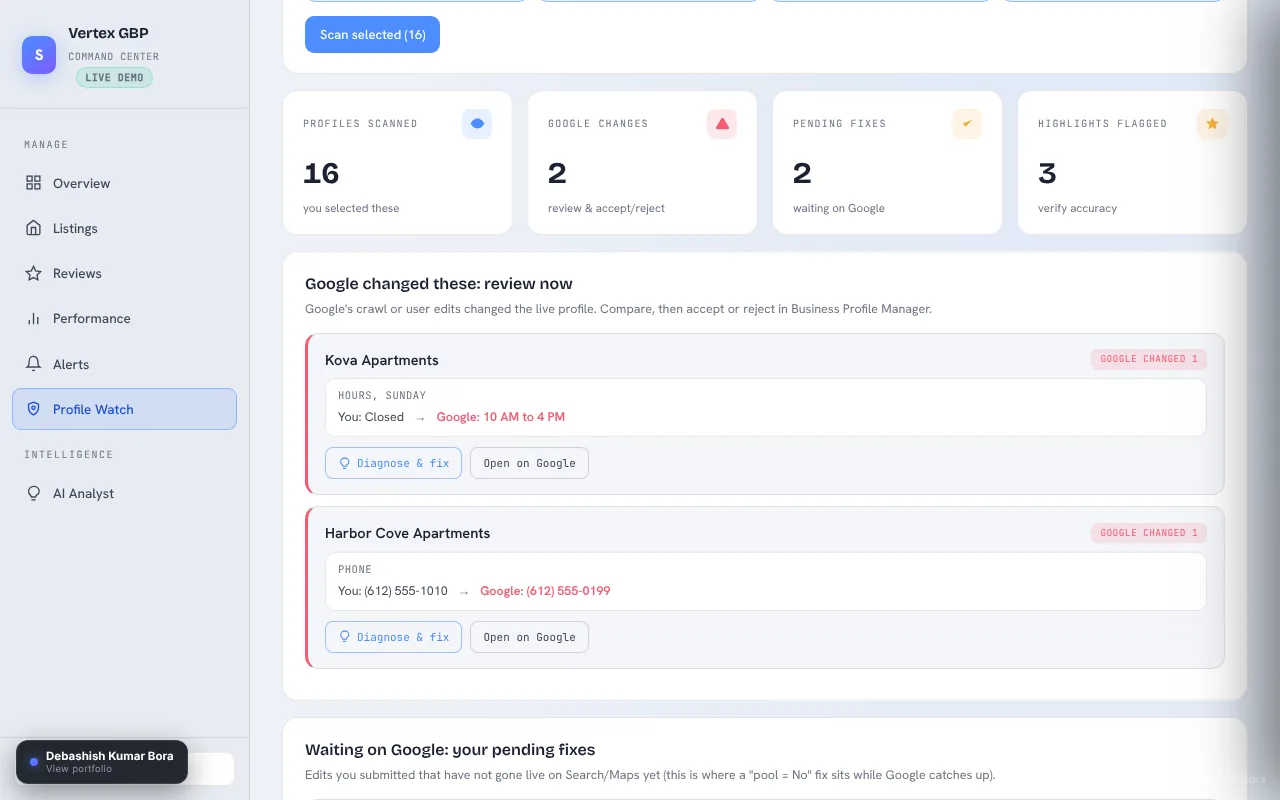 Vertex GBP
S
COMMAND CENTER
LIVE DEMO
MANAGE
Overview
Listings
Reviews
Performance
Alerts
Profile Watch
INTELLIGENCE
AI Analyst
Debashish Kumar Bora
View portfolio
Scan selected (16)
PROFILES SCANNED
16
you selected these
GOOGLE CHANGES
2
review & accept/reject
PENDING FIXES
2
waiting on Google
HIGHLIGHTS FLAGGED
3
verify accuracy
Google changed these: review now
Google's crawl or user edits changed the live profile. Compare, then accept or reject in Business Profile Manager.
Kova Apartments
GOOGLE CHANGED 1
HOURS, SUNDAY
You: Closed → Google: 10 AM to 4 PM
Diagnose & fix
Open on Google
Harbor Cove Apartments
GOOGLE CHANGED 1
PHONE
You: (612) 555-1010 → Google: (612) 555-0199
Diagnose & fix
Open on Google
Waiting on Google: your pending fixes
Edits you submitted that have not gone live on Search/Maps yet (this is where a "pool = No" fix sits while Google catches up).